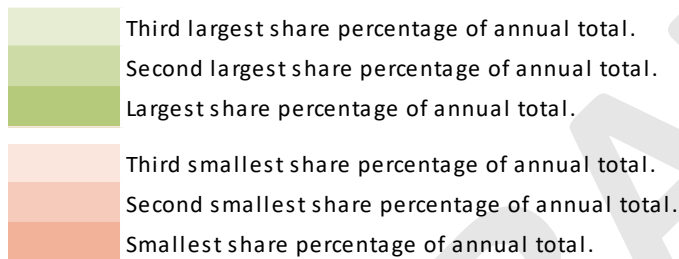 Third largest share percentage of annual total.
Second largest share percentage of annual total.
Largest share percentage of annual total.
Third smallest share percentage of annual total.
Second smallest share percentage of annual total.
Smallest share percentage of annual total.